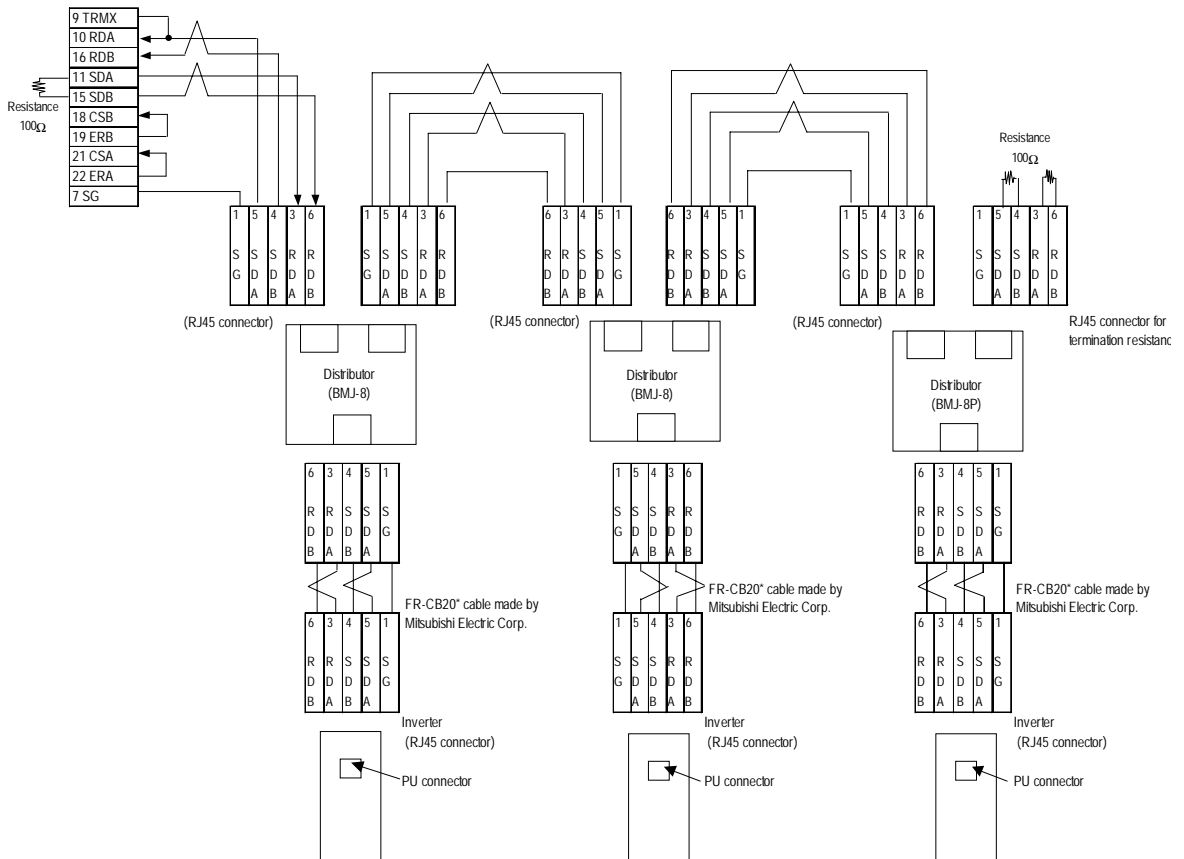 9 TRMX
10 RDA
16 RDB
11 SDA
15 SDB
18 CSB
19 ERB
21 CSA
22 ERA
7 SG
Resistance
100Ω
Resistance
100Ω
1 5 4 3 6
SG SDA SDB RDA RDB
1 5 4 3 6
SG SDA SDB RDA RDB
6 3 4 5 1
RDB RDA SDB SDA SG
6 3 4 5 1
RDB RDA SDB SDA SG
1 5 4 3 6
SG SDA SDB RDA RDB
1 5 4 3 6
SG SDA SDB RDA RDB
(RJ45 connector)
(RJ45 connector)
(RJ45 connector)
RJ45 connector for
termination resistanc
Distributor
(BMJ-8)
Distributor
(BMJ-8)
Distributor
(BMJ-8P)
6 3 4 5 1
RDB RDA SDB SDA SG
1 5 4 3 6
SG SDA SDB RDA RDB
6 3 4 5 1
RDB RDA SDB SDA SG
FR-CB20* cable made by
Mitsubishi Electric Corp.
FR-CB20* cable made by
Mitsubishi Electric Corp.
FR-CB20* cable made by
Mitsubishi Electric Corp.
6 3 4 5 1
RDB RDA SDB SDA SG
1 5 4 3 6
SG SDA SDB RDA RDB
6 3 4 5 1
RDB RDA SDB SDA SG
Inverter
(RJ45 connector)
Inverter
(RJ45 connector)
Inverter
(RJ45 connector)
PU connector
PU connector
PU connector